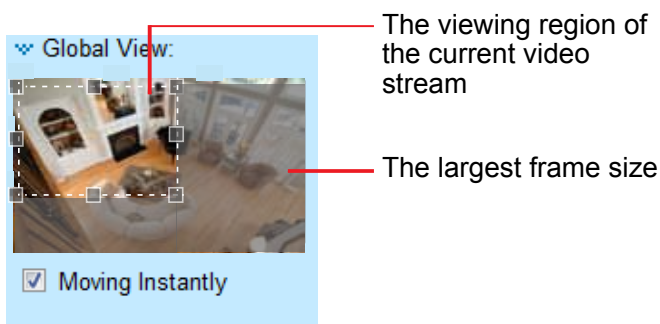 Global View:
The viewing region of
the current video
stream
The largest frame size
Moving Instantly